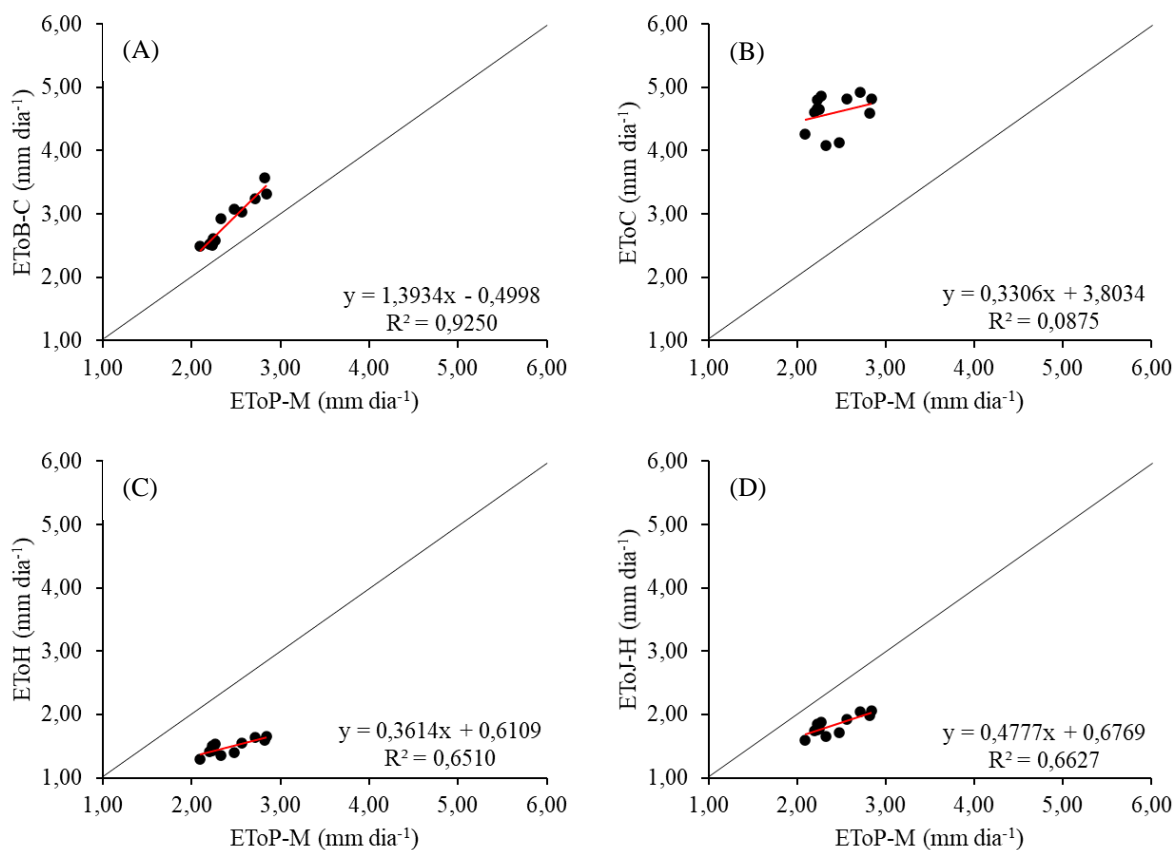 (A)
6,00
5,00
4,00
3,00
2,00
1,00
EToB-C (mm dia⁻¹)
y = 1,3934x - 0,4998
R² = 0,9250
1,00 2,00 3,00 4,00 5,00 6,00
EToP-M (mm dia⁻¹)
(B)
6,00
5,00
4,00
3,00
2,00
1,00
EToC (mm dia⁻¹)
y = 0,3306x + 3,8034
R² = 0,0875
1,00 2,00 3,00 4,00 5,00 6,00
EToP-M (mm dia⁻¹)
(C)
6,00
5,00
4,00
3,00
2,00
1,00
EToH (mm dia⁻¹)
y = 0,3614x + 0,6109
R² = 0,6510
1,00 2,00 3,00 4,00 5,00 6,00
EToP-M (mm dia⁻¹)
(D)
6,00
5,00
4,00
3,00
2,00
1,00
EToJ-H (mm dia⁻¹)
y = 0,4777x + 0,6769
R² = 0,6627
1,00 2,00 3,00 4,00 5,00 6,00
EToP-M (mm dia⁻¹)